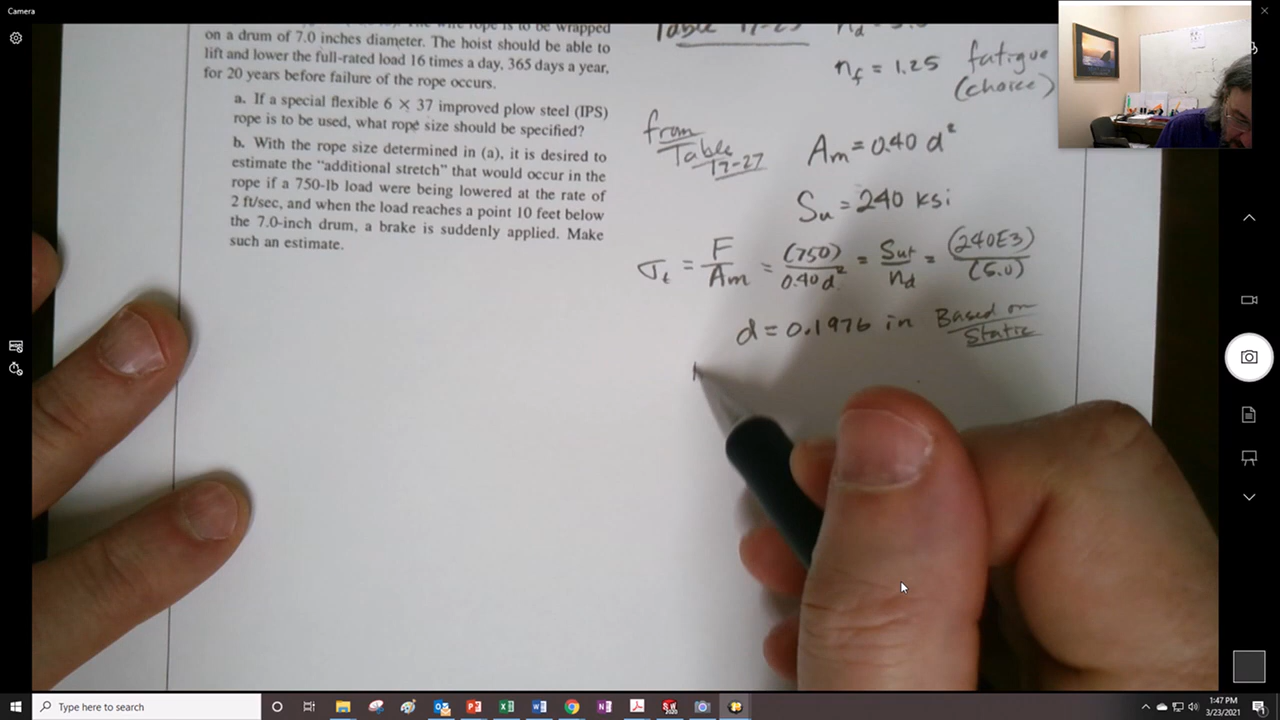 Camera
on a drum of 7.0 inches diameter. The hoist should be able to
lift and lower the full-rated load 16 times a day, 365 days a year,
for 20 years before failure of the rope occurs.
a. If a special flexible 6 × 37 improved plow steel (IPS)
rope is to be used, what rope size should be specified?
b. With the rope size determined in (a), it is desired to
estimate the "additional stretch" that would occur in the
rope if a 750-lb load were being lowered at the rate of
2 ft/sec, and when the load reaches a point 10 feet below
the 7.0-inch drum, a brake is suddenly applied. Make
such an estimate.
n_f = 1.25 fatigue
(choice)
from
Table
17-27
A_m = 0.40 d²
S_u = 240 ksi
σ_t = F/A_m = (750)/0.40d² = S_ut/n_d = (240E3)/(5.0)
d = 0.1976 in Based on
Static
Type here to search
1:47 PM
3/23/2021